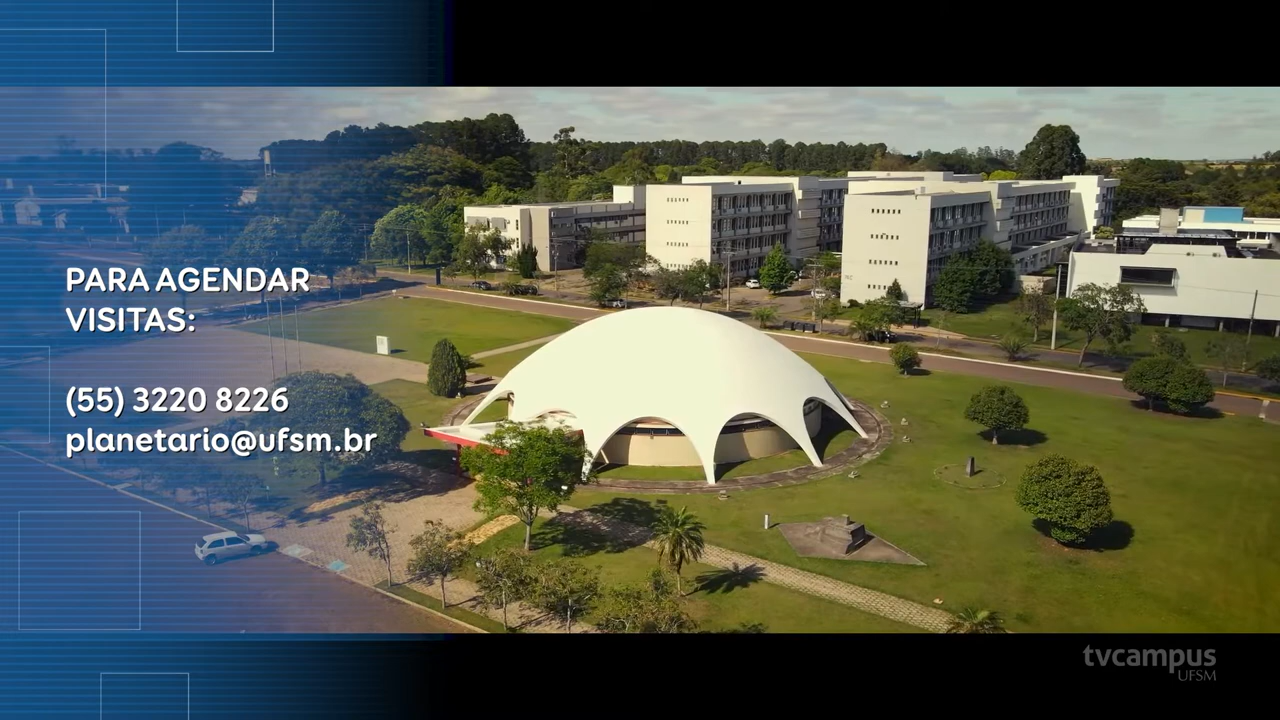 PARA AGENDAR
VISITAS:
(55) 3220 8226
planetario@ufsm.br
tvcampus
UFSM